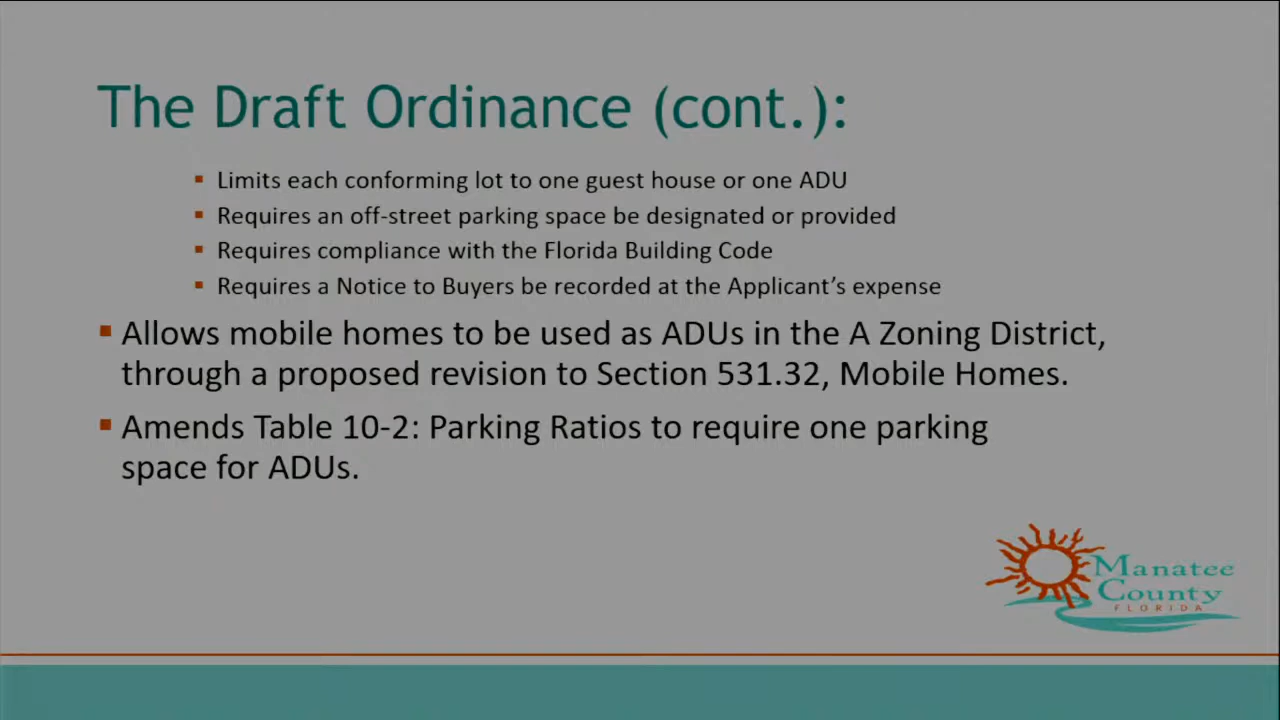 The Draft Ordinance (cont.):
▪ Limits each conforming lot to one guest house or one ADU
▪ Requires an off-street parking space be designated or provided
▪ Requires compliance with the Florida Building Code
▪ Requires a Notice to Buyers be recorded at the Applicant’s expense
▪ Allows mobile homes to be used as ADUs in the A Zoning District,
through a proposed revision to Section 531.32, Mobile Homes.
▪ Amends Table 10-2: Parking Ratios to require one parking
space for ADUs.
Manatee
County
FLORIDA